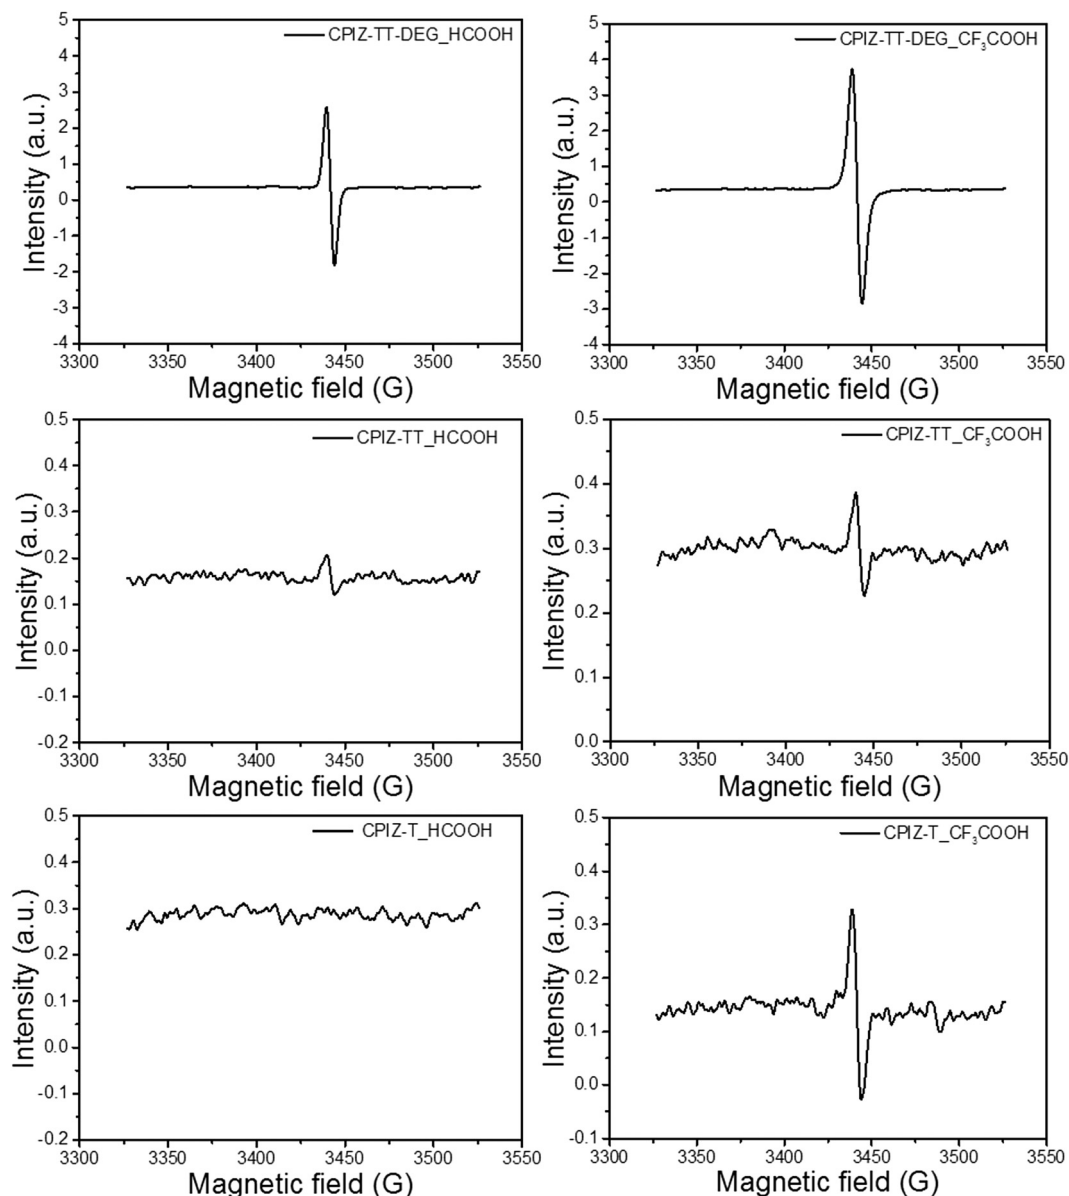 CPIZ-TT-DEG_HCOOH
5
4
3
2
1
0
-1
-2
-3
-4
Intensity (a.u.)
3300 3350 3400 3450 3500 3550
Magnetic field (G)
CPIZ-TT-DEG_CF₃COOH
5
4
3
2
1
0
-1
-2
-3
-4
Intensity (a.u.)
3300 3350 3400 3450 3500 3550
Magnetic field (G)
CPIZ-TT_HCOOH
0.5
0.4
0.3
0.2
0.1
0.0
-0.1
-0.2
Intensity (a.u.)
3300 3350 3400 3450 3500 3550
Magnetic field (G)
CPIZ-TT_CF₃COOH
0.5
0.4
0.3
0.2
0.1
0.0
Intensity (a.u.)
3300 3350 3400 3450 3500 3550
Magnetic field (G)
CPIZ-T_HCOOH
0.5
0.4
0.3
0.2
0.1
0.0
-0.1
-0.2
Intensity (a.u.)
3300 3350 3400 3450 3500 3550
Magnetic field (G)
CPIZ-T_CF₃COOH
0.5
0.4
0.3
0.2
0.1
0.0
-0.1
Intensity (a.u.)
3300 3350 3400 3450 3500 3550
Magnetic field (G)